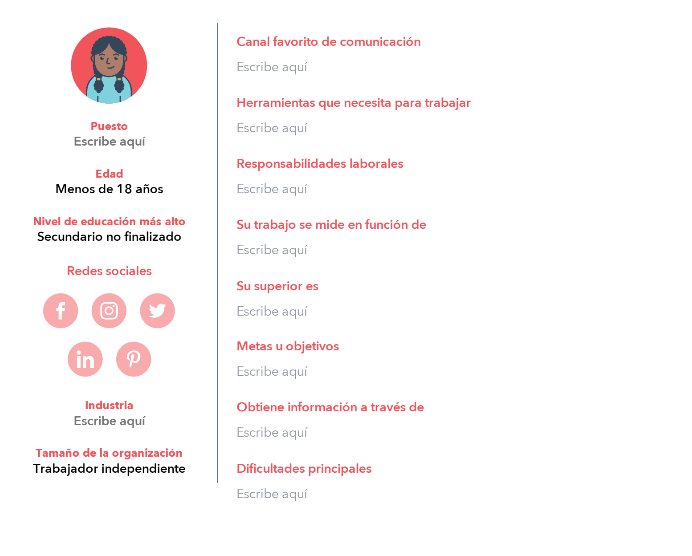 Puesto
Escribe aquí
Edad
Menos de 18 años
Nivel de educación más alto
Secundario no finalizado
Redes sociales
Industria
Escribe aquí
Tamaño de la organización
Trabajador independiente
Canal favorito de comunicación
Escribe aquí
Herramientas que necesita para trabajar
Escribe aquí
Responsabilidades laborales
Escribe aquí
Su trabajo se mide en función de
Escribe aquí
Su superior es
Escribe aquí
Metas u objetivos
Escribe aquí
Obtiene información a través de
Escribe aquí
Dificultades principales
Escribe aquí